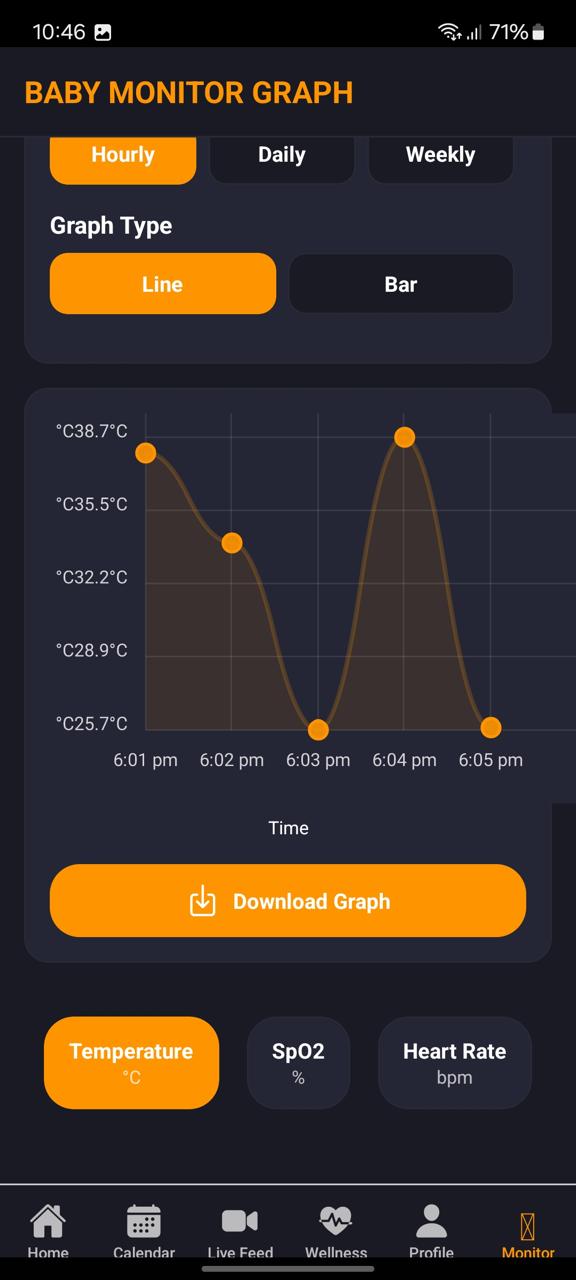 10:46 71%
BABY MONITOR GRAPH
Hourly Daily Weekly
Graph Type
Line Bar
°C38.7°C
°C35.5°C
°C32.2°C
°C28.9°C
°C25.7°C
6:01 pm 6:02 pm 6:03 pm 6:04 pm 6:05 pm
Time
Download Graph
Temperature SpO2 Heart Rate
°C % bpm
Home Calendar Live Feed Wellness Profile Monitor